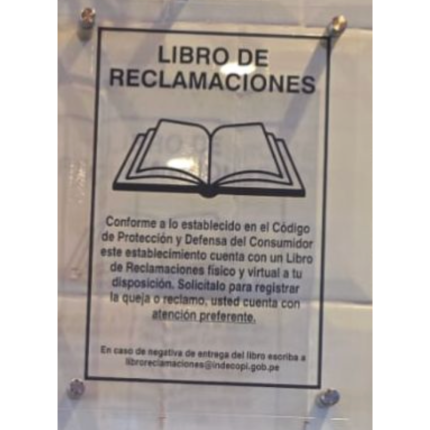 LIBRO DE
RECLAMACIONES
Conforme a lo establecido en el Código
de Protección y Defensa del Consumidor
este establecimiento cuenta con un Libro
de Reclamaciones físico y virtual a tu
disposición. Solicítalo para registrar
la queja o reclamo, usted cuenta con
atención preferente.
En caso de negativa de entrega del libro escriba a
libroreclamaciones@indecopi.gob.pe